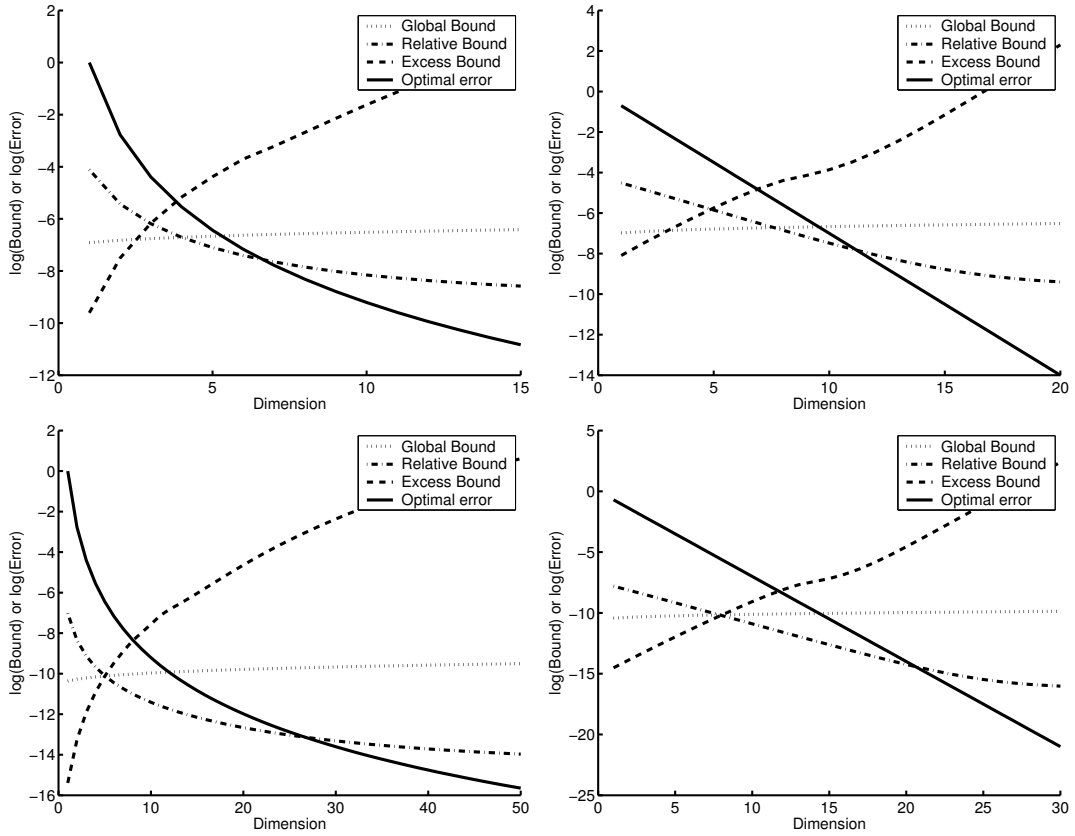 2
0
−2
−4
−6
−8
−10
−12
0
5
10
15
Dimension
log(Bound) or log(Error)
Global Bound
Relative Bound
Excess Bound
Optimal error
4
2
0
−2
−4
−6
−8
−10
−12
−14
0
5
10
15
20
Dimension
log(Bound) or log(Error)
Global Bound
Relative Bound
Excess Bound
Optimal error
2
0
−2
−4
−6
−8
−10
−12
−14
−16
0
10
20
30
40
50
Dimension
log(Bound) or log(Error)
Global Bound
Relative Bound
Excess Bound
Optimal error
5
0
−5
−10
−15
−20
−25
0
5
10
15
20
25
30
Dimension
log(Bound) or log(Error)
Global Bound
Relative Bound
Excess Bound
Optimal error